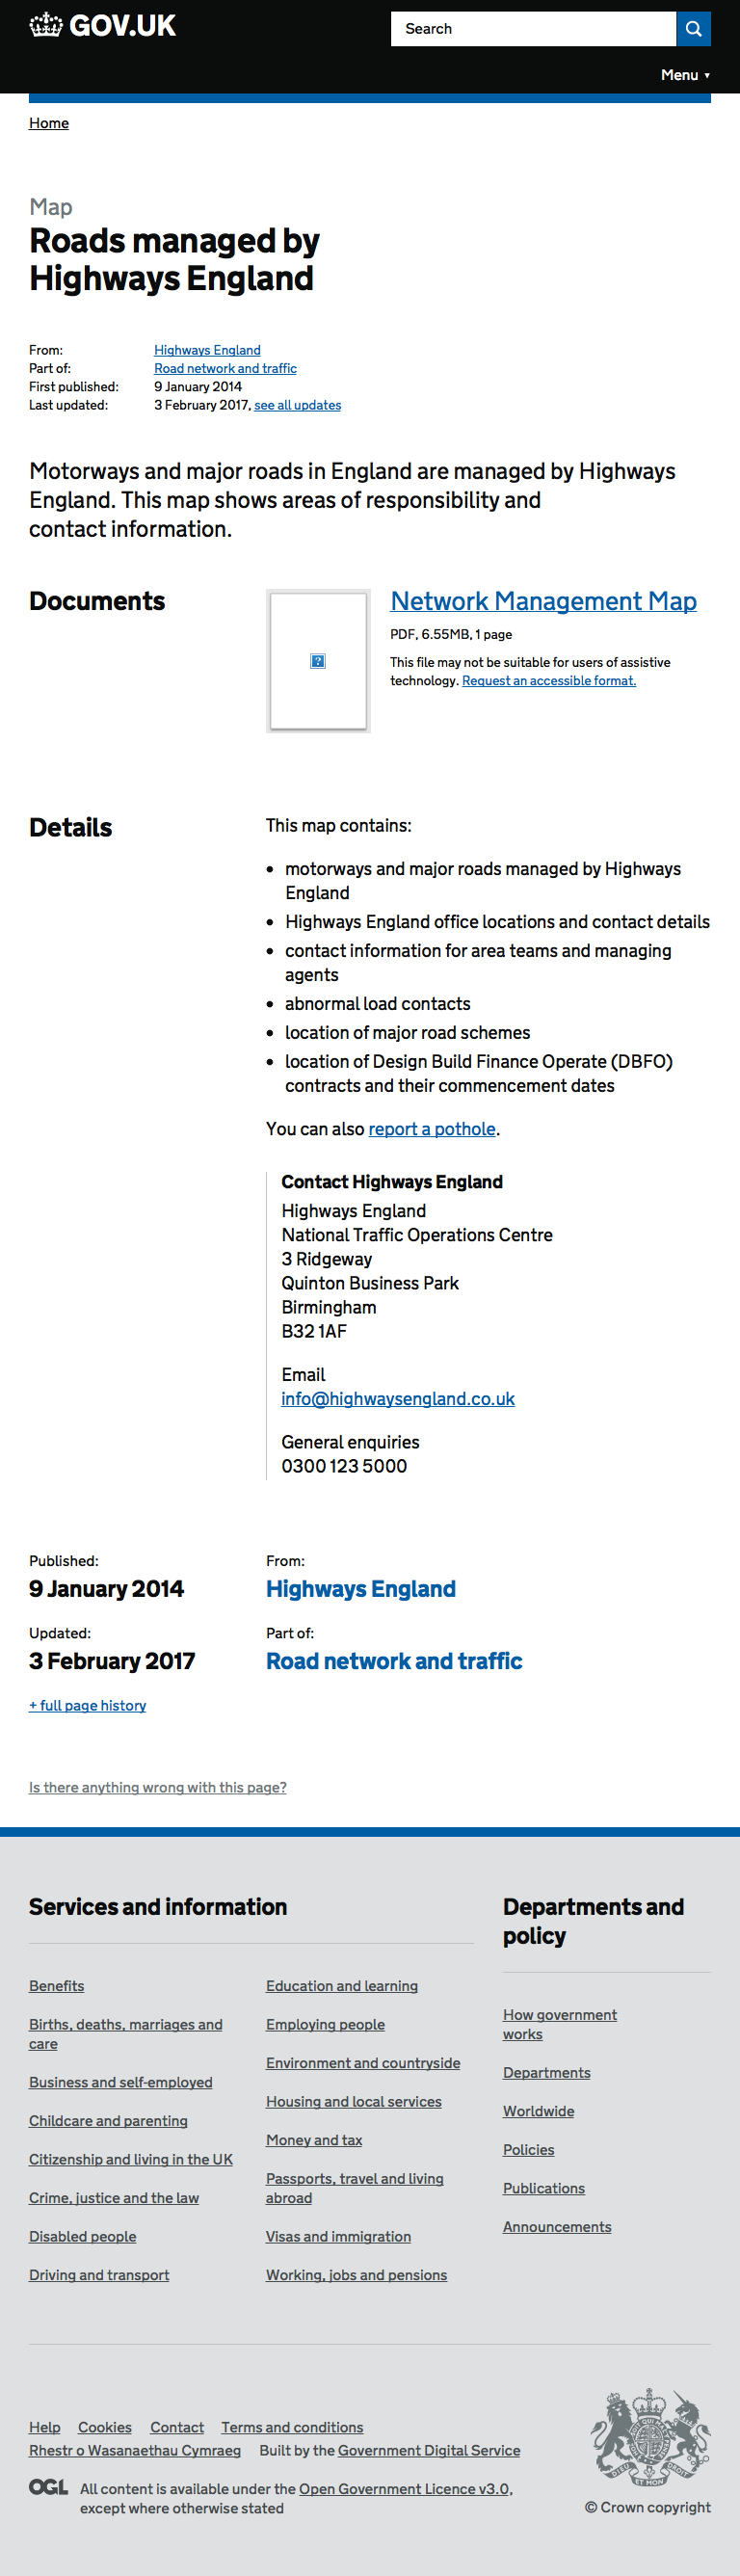 GOV.UK
Search
Menu ▼
Home
Map
Roads managed by
Highways England
From: Highways England
Part of: Road network and traffic
First published: 9 January 2014
Last updated: 3 February 2017, see all updates
Motorways and major roads in England are managed by Highways
England. This map shows areas of responsibility and
contact information.
Documents
Network Management Map
PDF, 6.55MB, 1 page
This file may not be suitable for users of assistive
technology. Request an accessible format.
Details
This map contains:
• motorways and major roads managed by Highways
England
• Highways England office locations and contact details
• contact information for area teams and managing
agents
• abnormal load contacts
• location of major road schemes
• location of Design Build Finance Operate (DBFO)
contracts and their commencement dates
You can also report a pothole.
Contact Highways England
Highways England
National Traffic Operations Centre
3 Ridgeway
Quinton Business Park
Birmingham
B32 1AF
Email
info@highwaysengland.co.uk
General enquiries
0300 123 5000
Published:
9 January 2014
Updated:
3 February 2017
+ full page history
From:
Highways England
Part of:
Road network and traffic
Is there anything wrong with this page?
Services and information
Benefits
Births, deaths, marriages and
care
Business and self-employed
Childcare and parenting
Citizenship and living in the UK
Crime, justice and the law
Disabled people
Driving and transport
Education and learning
Employing people
Environment and countryside
Housing and local services
Money and tax
Passports, travel and living
abroad
Visas and immigration
Working, jobs and pensions
Departments and
policy
How government
works
Departments
Worldwide
Policies
Publications
Announcements
Help Cookies Contact Terms and conditions
Rhestr o Wasanaethau Cymraeg Built by the Government Digital Service
OGL All content is available under the Open Government Licence v3.0,
except where otherwise stated
DIEU ET MON DROIT
© Crown copyright